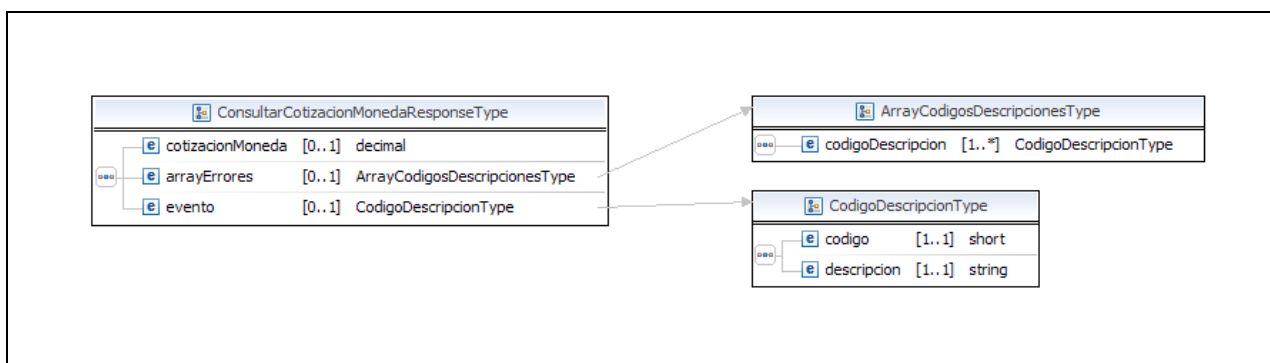 ConsultarCotizacionMonedaResponseType
e cotizacionMoneda [0..1] decimal
e arrayErrores [0..1] ArrayCodigosDescripcionesType
e evento [0..1] CodigoDescripcionType
ArrayCodigosDescripcionesType
e codigoDescripcion [1..*] CodigoDescripcionType
CodigoDescripcionType
e codigo [1..1] short
e descripcion [1..1] string